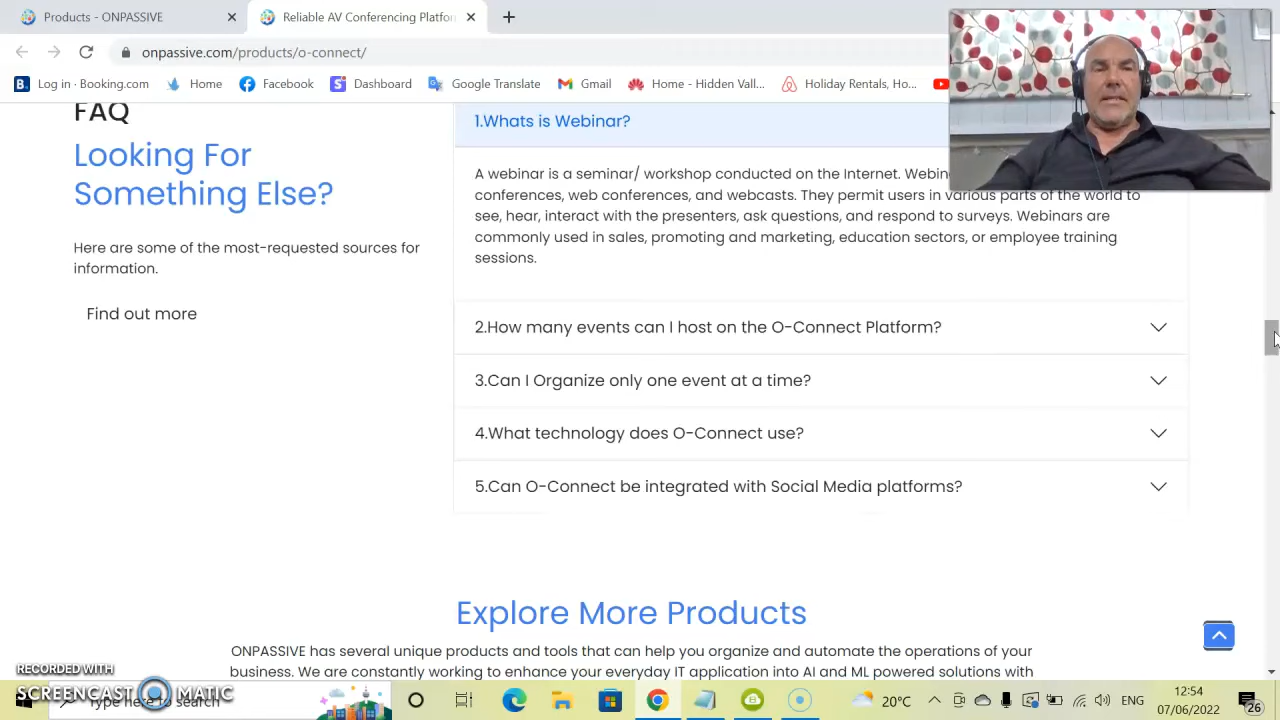 Products - ONPASSIVE
Reliable AV Conferencing Platfo
onpassive.com/products/o-connect/
Log in · Booking.com
Home
Facebook
Dashboard
Google Translate
Gmail
Home - Hidden Vall...
Holiday Rentals, Ho...
FAQ
Looking For
Something Else?
Here are some of the most-requested sources for
information.
Find out more
1.Whats is Webinar?
A webinar is a seminar/ workshop conducted on the Internet.
conferences, web conferences, and webcasts. They permit users in various parts of the world to
see, hear, interact with the presenters, ask questions, and respond to surveys. Webinars are
commonly used in sales, promoting and marketing, education sectors, or employee training
sessions.
2.How many events can I host on the O-Connect Platform?
3.Can I Organize only one event at a time?
4.What technology does O-Connect use?
5.Can O-Connect be integrated with Social Media platforms?
Explore More Products
ONPASSIVE has several unique products and tools that can help you organize and automate the operations of your
business. We are constantly working to enhance your everyday IT application into AI and ML powered solutions with
RECORDED WITH
SCREENCAST MATIC
Type here to search
20°C
ENG
12:54
07/06/2022
26